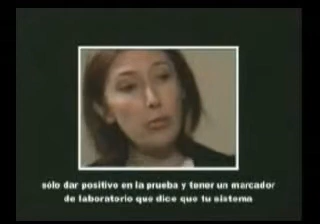 sólo dar positivo en la prueba y tener un marcador
de laboratorio que dice que tu sistema